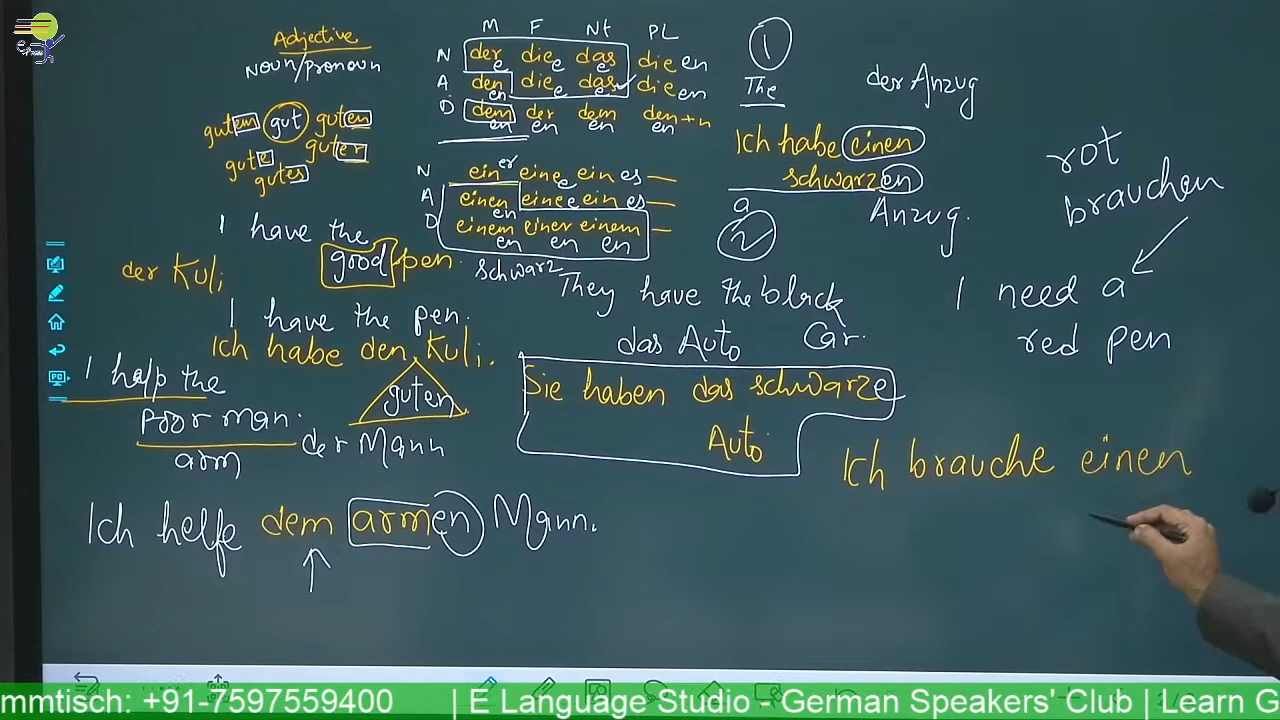 Adjective
Noun/pronoun
gutem gut guten
gute guter
gutes
M F Nt PL
N der e die e das e die en
A den en die e das e die en
D dem en der en dem en den+n en
N ein er eine e ein es —
A einen en eine e ein es —
D einem en einer en einem en —
schwarz
1
The
der Anzug
Ich habe einen
schwarzen
Anzug.
a
2
rot
brauchen
I have the
good pen.
der Kuli
I have the pen.
Ich habe den Kuli.
guten
I help the
Poor man.
arm
der Mann
Ich helfe dem armen Mann.
They have the black
Car.
das Auto
Sie haben das schwarze
Auto.
I need a
red pen
Ich brauche einen
mmtisch: +91-7597559400 | E Language Studio - German Speakers' Club | Learn G